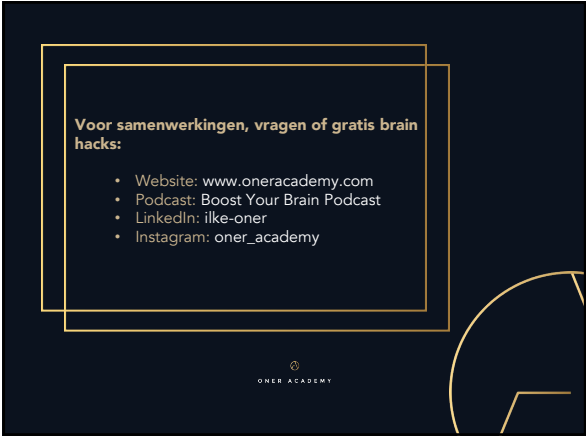 Voor samenwerkingen, vragen of gratis brain
hacks:
• Website: www.oneracademy.com
• Podcast: Boost Your Brain Podcast
• LinkedIn: ilke-oner
• Instagram: oner_academy
ONER ACADEMY